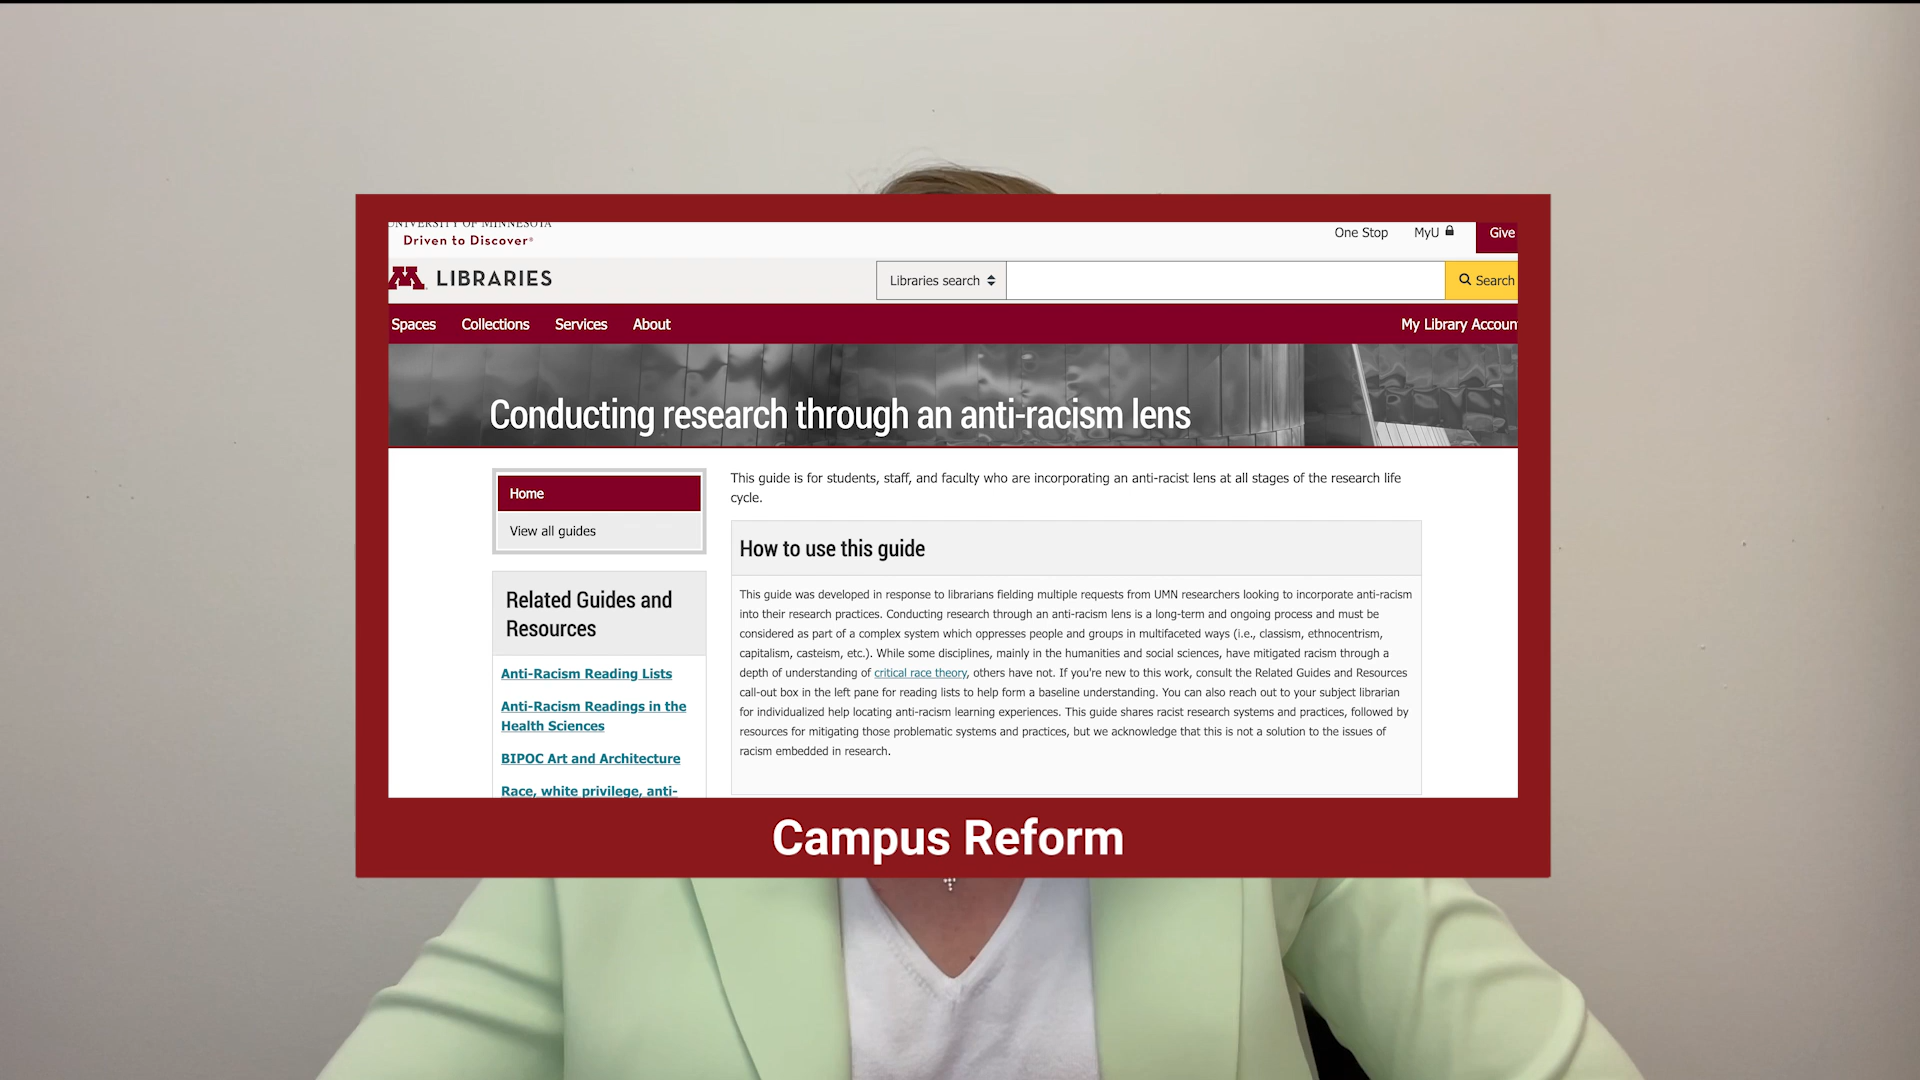 UNIVERSITY OF MINNESOTA
Driven to Discover®
One Stop
MyU
Give
M LIBRARIES
Libraries search
Search
Spaces
Collections
Services
About
My Library Accoun
Conducting research through an anti-racism lens
Home
View all guides
Related Guides and
Resources
Anti-Racism Reading Lists
Anti-Racism Readings in the
Health Sciences
BIPOC Art and Architecture
Race, white privilege, anti-
This guide is for students, staff, and faculty who are incorporating an anti-racist lens at all stages of the research life
cycle.
How to use this guide
This guide was developed in response to librarians fielding multiple requests from UMN researchers looking to incorporate anti-racism
into their research practices. Conducting research through an anti-racism lens is a long-term and ongoing process and must be
considered as part of a complex system which oppresses people and groups in multifaceted ways (i.e., classism, ethnocentrism,
capitalism, casteism, etc.). While some disciplines, mainly in the humanities and social sciences, have mitigated racism through a
depth of understanding of critical race theory, others have not. If you're new to this work, consult the Related Guides and Resources
call-out box in the left pane for reading lists to help form a baseline understanding. You can also reach out to your subject librarian
for individualized help locating anti-racism learning experiences. This guide shares racist research systems and practices, followed by
resources for mitigating those problematic systems and practices, but we acknowledge that this is not a solution to the issues of
racism embedded in research.
Campus Reform